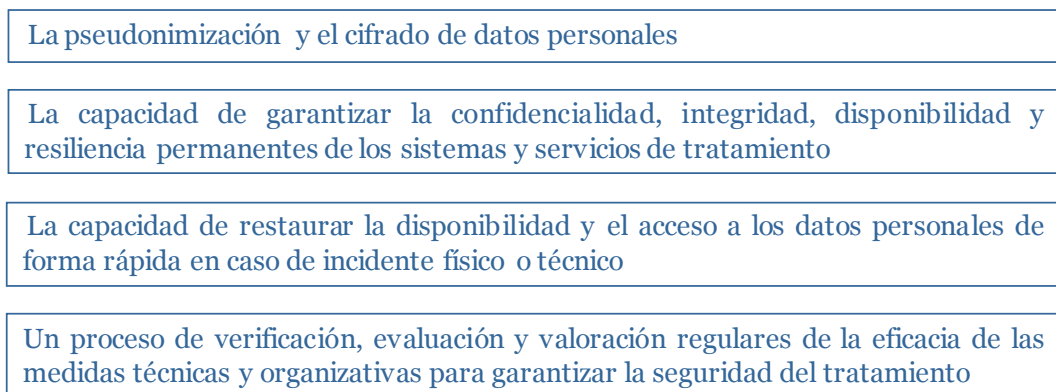 La pseudonimización y el cifrado de datos personales
La capacidad de garantizar la confidencialidad, integridad, disponibilidad y
resiliencia permanentes de los sistemas y servicios de tratamiento
La capacidad de restaurar la disponibilidad y el acceso a los datos personales de
forma rápida en caso de incidente físico o técnico
Un proceso de verificación, evaluación y valoración regulares de la eficacia de las
medidas técnicas y organizativas para garantizar la seguridad del tratamiento